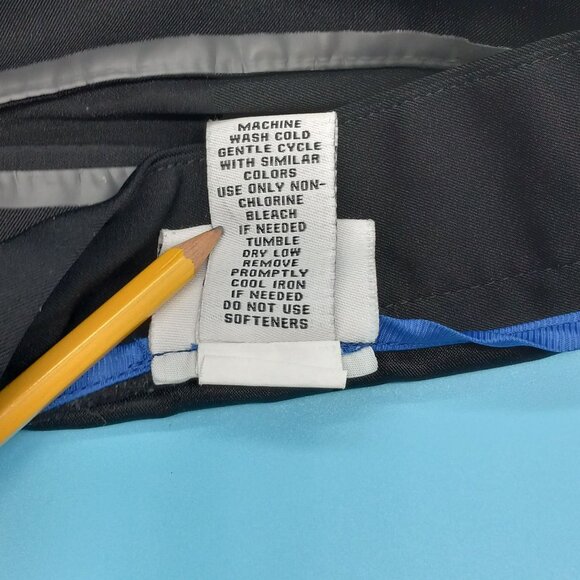 MACHINE
WASH COLD
GENTLE CYCLE
WITH SIMILAR
COLORS
USE ONLY NON-
CHLORINE
BLEACH
IF NEEDED
TUMBLE
DRY LOW
REMOVE
PROMPTLY
COOL IRON
IF NEEDED
DO NOT USE
SOFTENERS